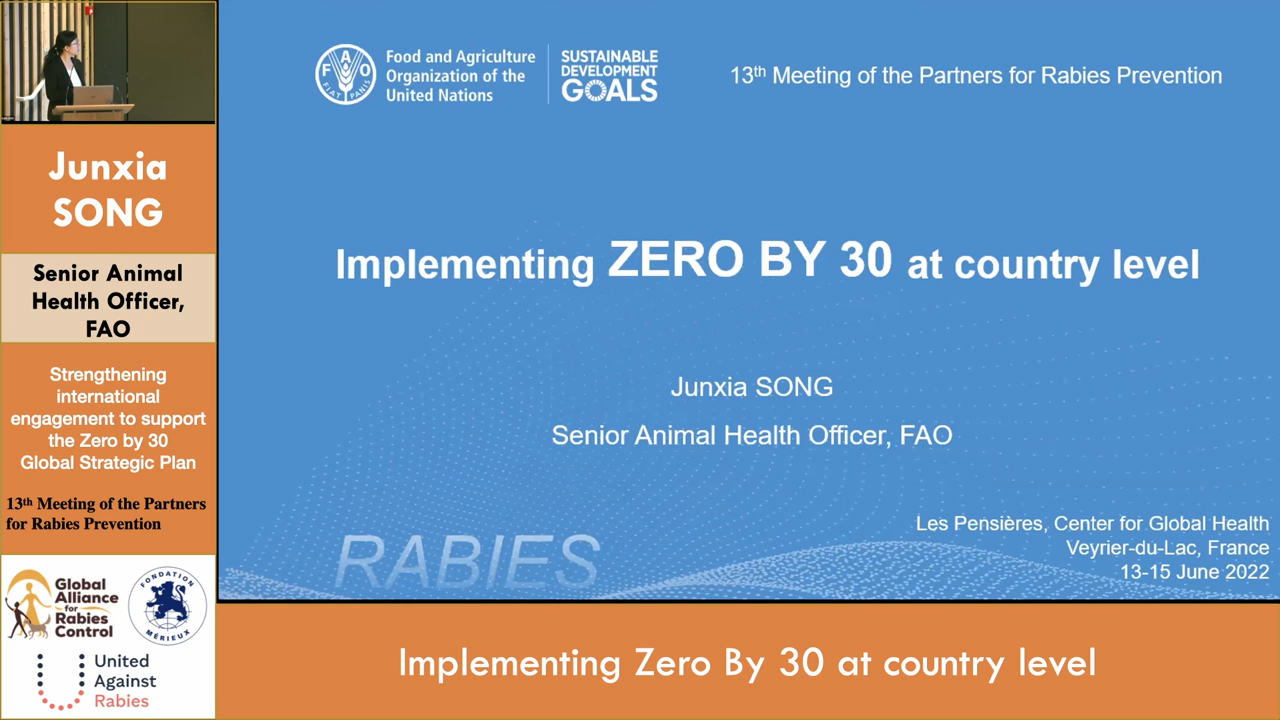 Junxia
SONG
Senior Animal
Health Officer,
FAO
Strengthening
international
engagement to support
the Zero by 30
Global Strategic Plan
13th Meeting of the Partners
for Rabies Prevention
Global
Alliance
for
Rabies
Control
FONDATION
MÉRIEUX
United
Against
Rabies
FAO
FIAT PANIS
Food and Agriculture
Organization of the
United Nations
SUSTAINABLE
DEVELOPMENT
GOALS
13th Meeting of the Partners for Rabies Prevention
Implementing ZERO BY 30 at country level
Junxia SONG
Senior Animal Health Officer, FAO
Les Pensières, Center for Global Health
Veyrier-du-Lac, France
13-15 June 2022
RABIES
Implementing Zero By 30 at country level